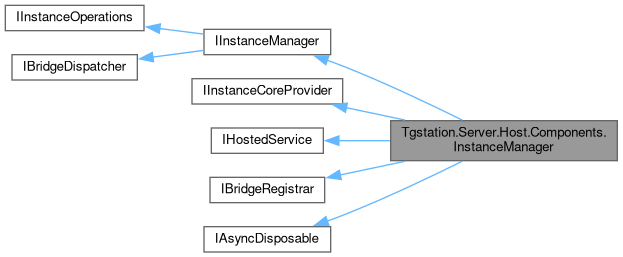 IInstanceOperations
IBridgeDispatcher
IInstanceManager
IInstanceCoreProvider
IHostedService
IBridgeRegistrar
IAsyncDisposable
Tgstation.Server.Host.Components.
InstanceManager